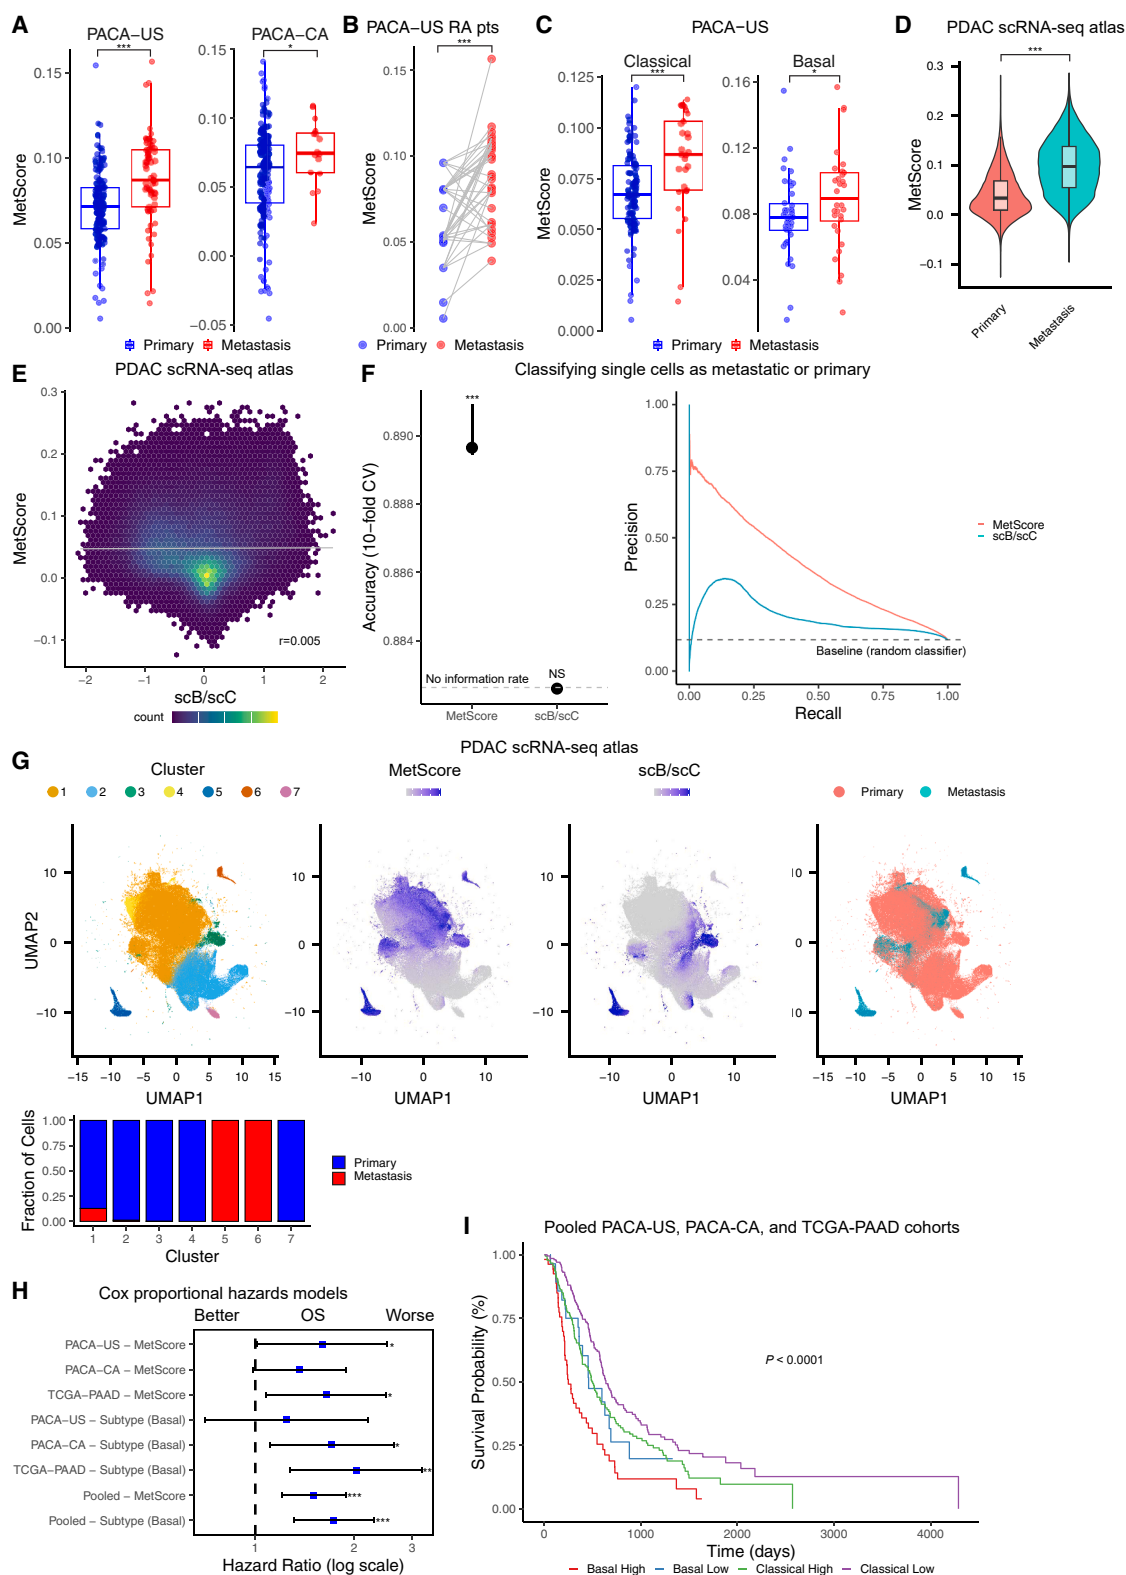 A
PACA−US
***
MetScore
0.15
0.10
0.05
0.00
PACA−CA
*
0.15
0.10
0.05
0.00
−0.05
Primary
Metastasis
B
PACA−US RA pts
***
MetScore
0.15
0.10
0.05
0.00
Primary
Metastasis
C
PACA−US
Classical
***
MetScore
0.125
0.100
0.075
0.050
0.025
0.000
Basal
*
0.16
0.12
0.08
0.04
Primary
Metastasis
D
PDAC scRNA−seq atlas
***
MetScore
0.3
0.2
0.1
0.0
−0.1
Primary
Metastasis
E
PDAC scRNA−seq atlas
MetScore
0.3
0.2
0.1
0.0
−0.1
r=0.005
−2 −1 0 1 2
scB/scC
count
F
Classifying single cells as metastatic or primary
Accuracy (10−fold CV)
0.890
0.888
0.886
0.884
***
No information rate
NS
MetScore scB/scC
Precision
1.00
0.75
0.50
0.25
0.00
MetScore
scB/scC
Baseline (random classifier)
0.00 0.25 0.50 0.75 1.00
Recall
G
PDAC scRNA−seq atlas
Cluster
1 2 3 4 5 6 7
UMAP2
10
0
−10
−15 −10 −5 0 5 10 15
UMAP1
MetScore
10
0
−10
−10 0 10
UMAP1
scB/scC
10
0
−10
−10 0 10
UMAP1
Primary Metastasis
10
0
−10
−15 −10 −5 0 5 10 15
UMAP1
Fraction of Cells
1.00
0.75
0.50
0.25
0.00
1 2 3 4 5 6 7
Cluster
Primary
Metastasis
H
Cox proportional hazards models
Better OS Worse
PACA−US − MetScore *
PACA−CA − MetScore
TCGA−PAAD − MetScore *
PACA−US − Subtype (Basal)
PACA−CA − Subtype (Basal) *
TCGA−PAAD − Subtype (Basal) **
Pooled − MetScore ***
Pooled − Subtype (Basal) ***
1 2 3
Hazard Ratio (log scale)
I
Pooled PACA−US, PACA−CA, and TCGA−PAAD cohorts
Survival Probability (%)
1.00
0.75
0.50
0.25
0.00
P < 0.0001
0 1000 2000 3000 4000
Time (days)
Basal High Basal Low Classical High Classical Low